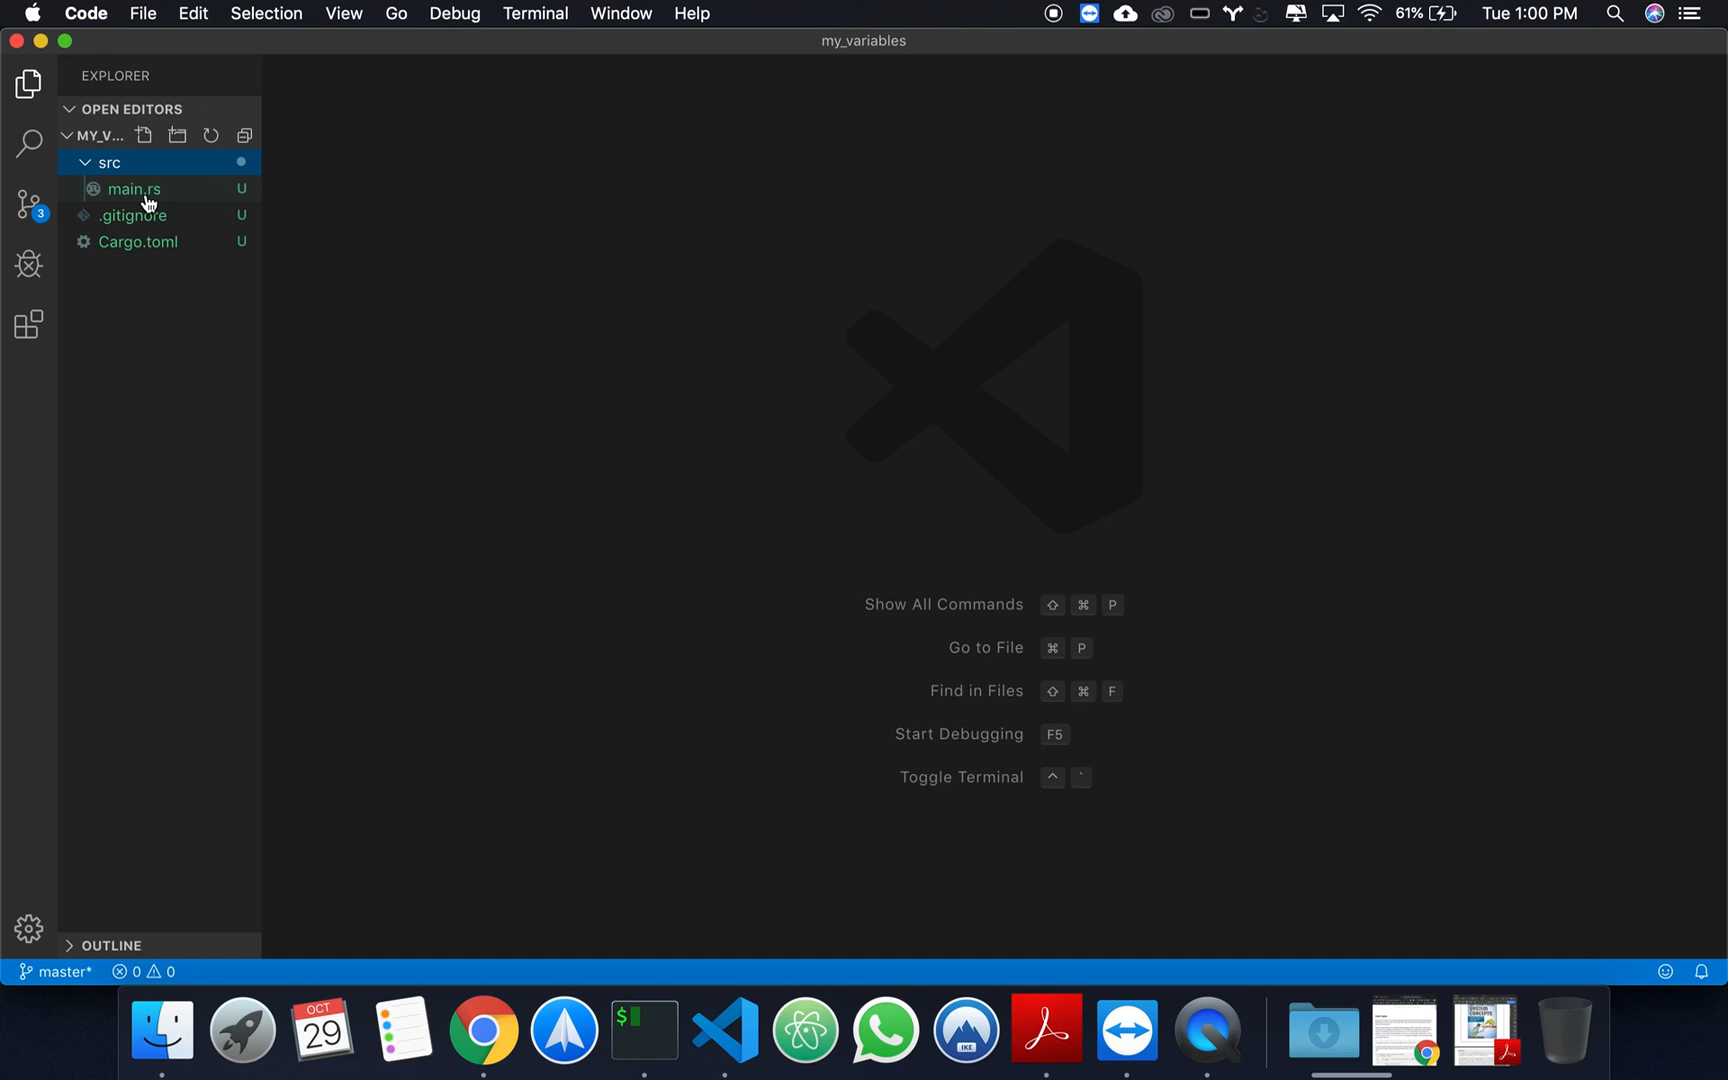 Code File Edit Selection View Go Debug Terminal Window Help
61% Tue 1:00 PM
my_variables
EXPLORER
OPEN EDITORS
MY_V...
src
main.rs U
.gitignore U
Cargo.toml U
3
Show All Commands ⇧ ⌘ P
Go to File ⌘ P
Find in Files ⇧ ⌘ F
Start Debugging F5
Toggle Terminal ^ `
OUTLINE
master* 0 0
OCT
29
$
IKE